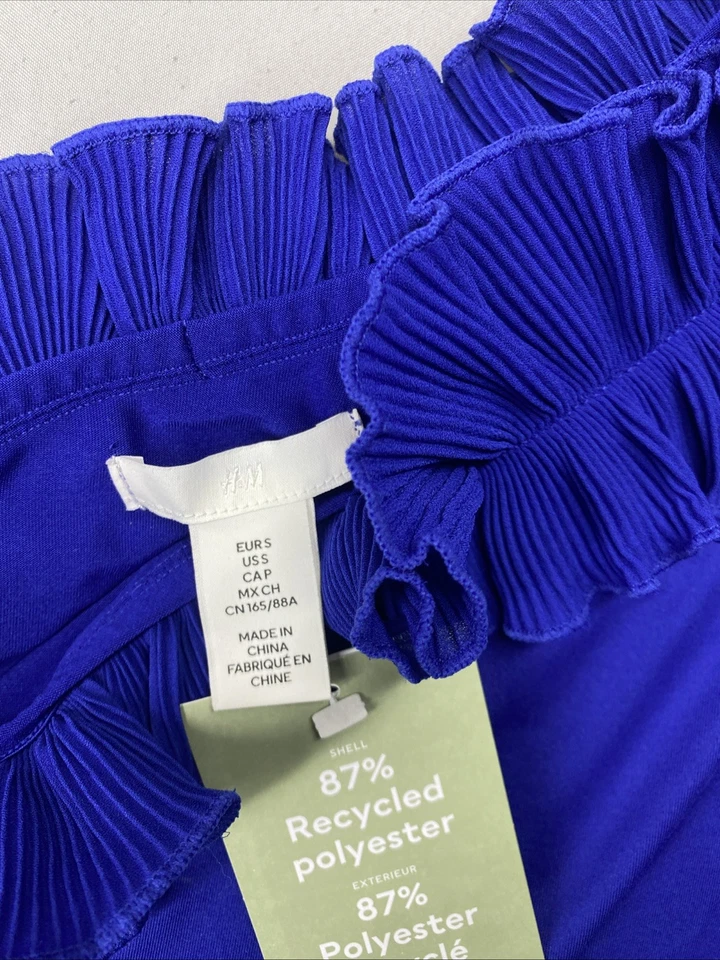 H&M
EUR S
US S
CA P
MX CH
CN 165/88A
MADE IN
CHINA
FABRIQUÉ EN
CHINE
SHELL
87%
Recycled
polyester
EXTERIEUR
87%
Polyester